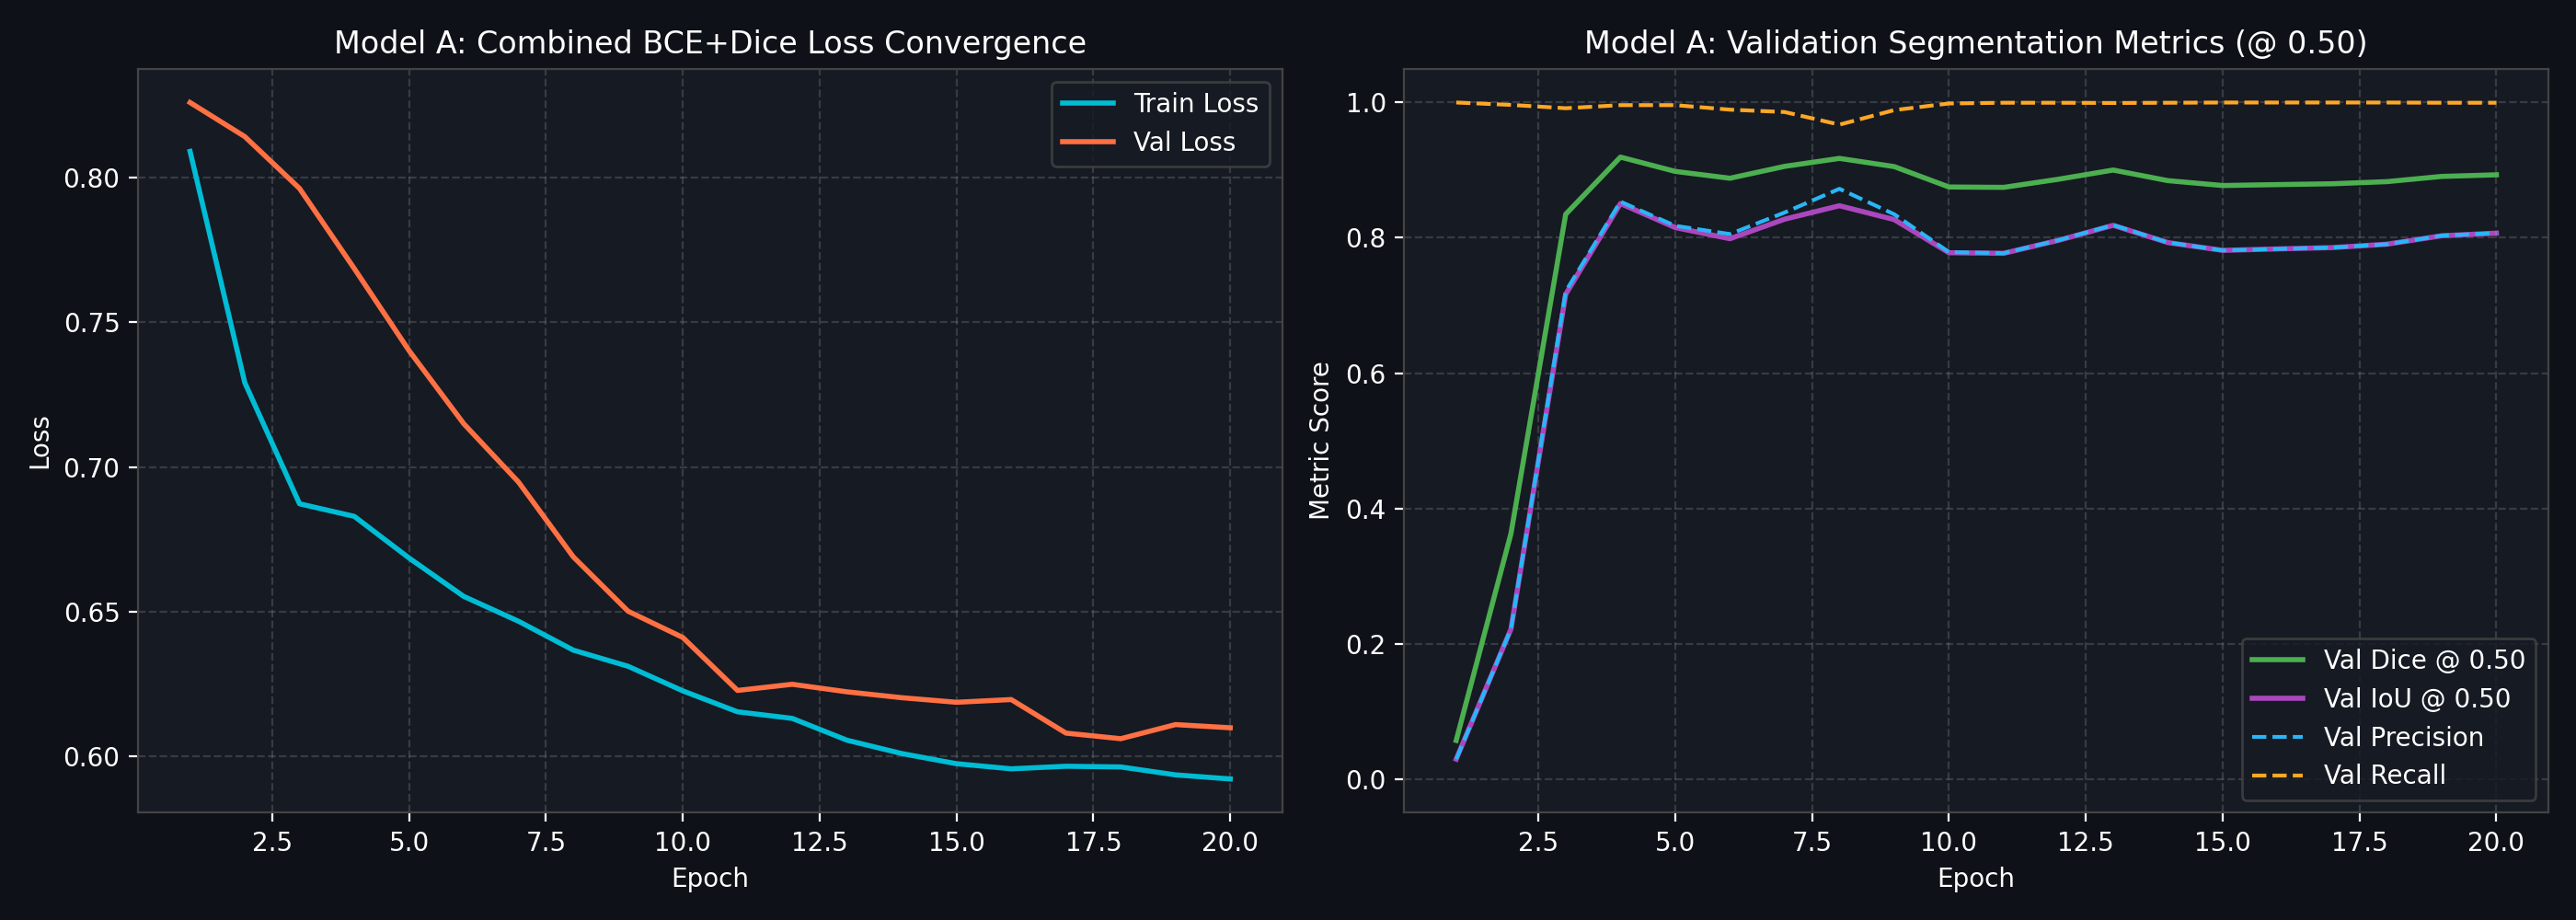 Model A: Combined BCE+Dice Loss Convergence
Train Loss
Val Loss
0.80
0.75
0.70
0.65
0.60
Loss
2.5 5.0 7.5 10.0 12.5 15.0 17.5 20.0
Epoch
Model A: Validation Segmentation Metrics (@ 0.50)
1.0
0.8
0.6
0.4
0.2
0.0
Metric Score
Val Dice @ 0.50
Val IoU @ 0.50
Val Precision
Val Recall
2.5 5.0 7.5 10.0 12.5 15.0 17.5 20.0
Epoch